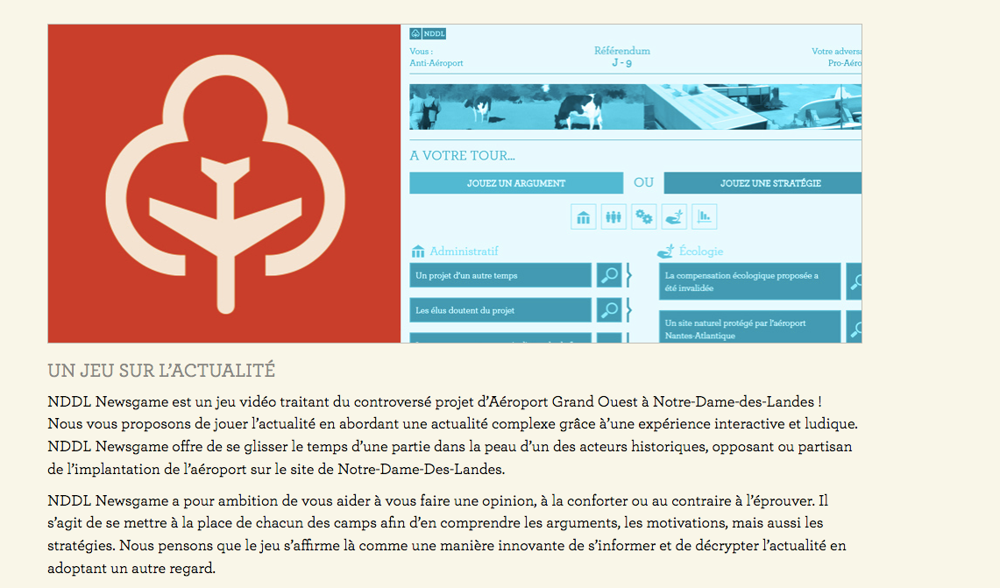 NDDL
Vous :
Anti-Aéroport
Référendum
J - 9
Votre
A VOTRE TOUR...
JOUEZ UN ARGUMENT
OU
JOUEZ UNE STRATÉGIE
Administratif
Écologie
Un projet d'un autre temps
La compensation écologique proposée a
été invalidée
Les élus doutent du projet
Un site naturel protégé par l'aéroport
Nantes-Atlantique
UN JEU SUR L'ACTUALITÉ
NDDL Newsgame est un jeu vidéo traitant du controversé projet d'Aéroport Grand Ouest à Notre-Dame-des-Landes !
Nous vous proposons de jouer l'actualité en abordant une actualité complexe grâce à'une expérience interactive et ludique.
NDDL Newsgame offre de se glisser le temps d'une partie dans la peau d'un des acteurs historiques, opposant ou partisan
de l'implantation de l'aéroport sur le site de Notre-Dame-Des-Landes.
NDDL Newsgame a pour ambition de vous aider à vous faire une opinion, à la conforter ou au contraire à l'éprouver. Il
s'agit de se mettre à la place de chacun des camps afin d'en comprendre les arguments, les motivations, mais aussi les
stratégies. Nous pensons que le jeu s'affirme là comme une manière innovante de s'informer et de décrypter l'actualité en
adoptant un autre regard.